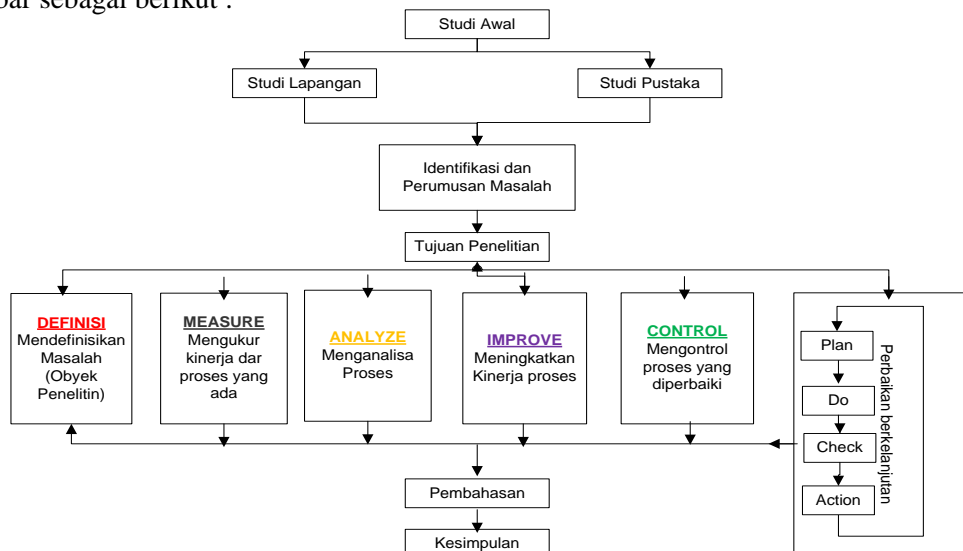 bar sebagai berikut :
Studi Awal
Studi Lapangan
Studi Pustaka
Identifikasi dan
Perumusan Masalah
Tujuan Penelitian
DEFINISI
Mendefinisikan
Masalah
(Obyek
Penelitin)
MEASURE
Mengukur
kinerja dar
proses yang
ada
ANALYZE
Menganalisa
Proses
IMPROVE
Meningkatkan
Kinerja proses
CONTROL
Mengontrol
proses yang
diperbaiki
Plan
Do
Check
Action
Perbaikan berkelanjutan
Pembahasan
Kesimpulan